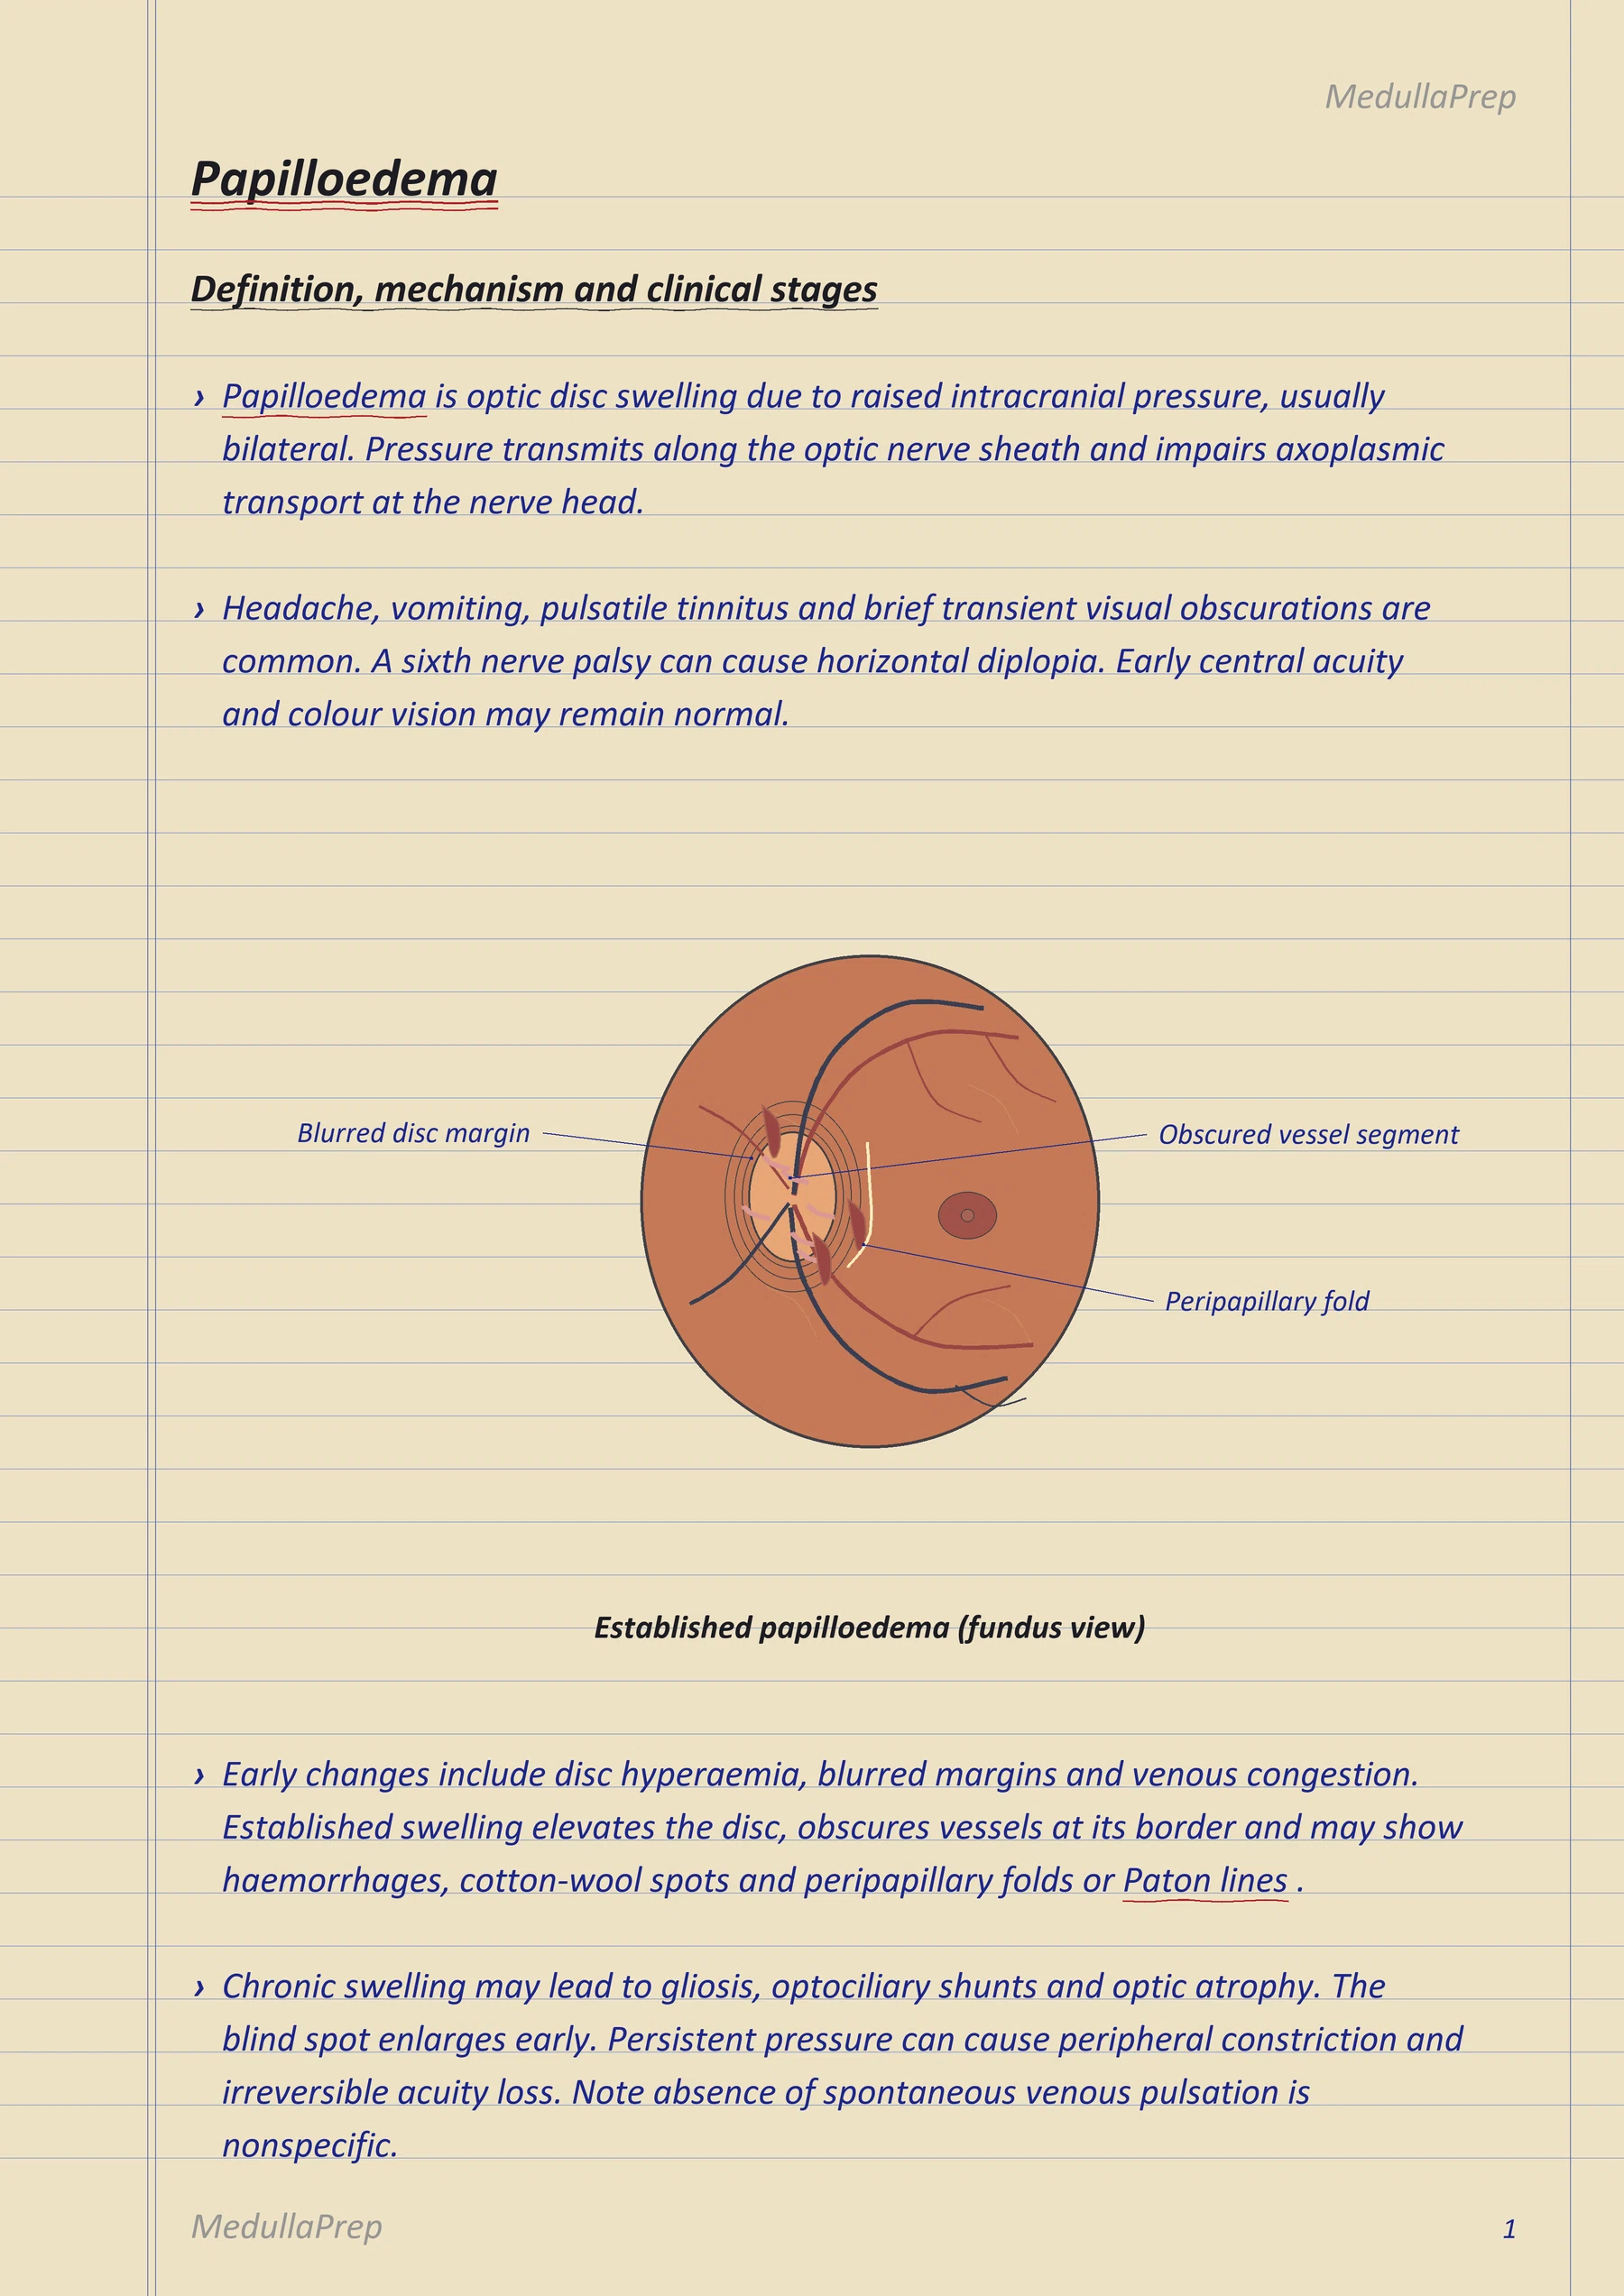 MedullaPrep
Papilloedema
Definition, mechanism and clinical stages
› Papilloedema is optic disc swelling due to raised intracranial pressure, usually
bilateral. Pressure transmits along the optic nerve sheath and impairs axoplasmic
transport at the nerve head.
› Headache, vomiting, pulsatile tinnitus and brief transient visual obscurations are
common. A sixth nerve palsy can cause horizontal diplopia. Early central acuity
and colour vision may remain normal.
Blurred disc margin
Obscured vessel segment
Peripapillary fold
Established papilloedema (fundus view)
› Early changes include disc hyperaemia, blurred margins and venous congestion.
Established swelling elevates the disc, obscures vessels at its border and may show
haemorrhages, cotton-wool spots and peripapillary folds or Paton lines .
› Chronic swelling may lead to gliosis, optociliary shunts and optic atrophy. The
blind spot enlarges early. Persistent pressure can cause peripheral constriction and
irreversible acuity loss. Note absence of spontaneous venous pulsation is
nonspecific.
MedullaPrep
1